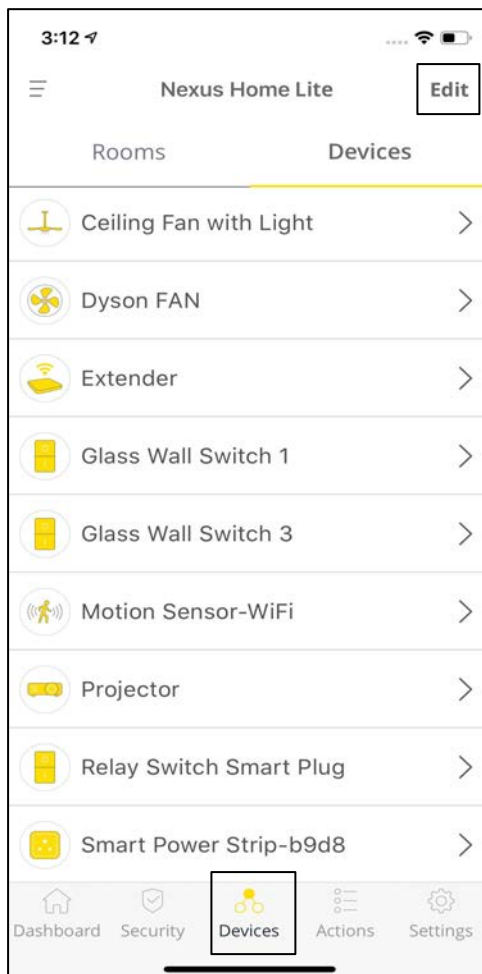 3:12
Nexus Home Lite
Edit
Rooms
Devices
Ceiling Fan with Light
Dyson FAN
Extender
Glass Wall Switch 1
Glass Wall Switch 3
Motion Sensor-WiFi
Projector
Relay Switch Smart Plug
Smart Power Strip-b9d8
Dashboard
Security
Devices
Actions
Settings